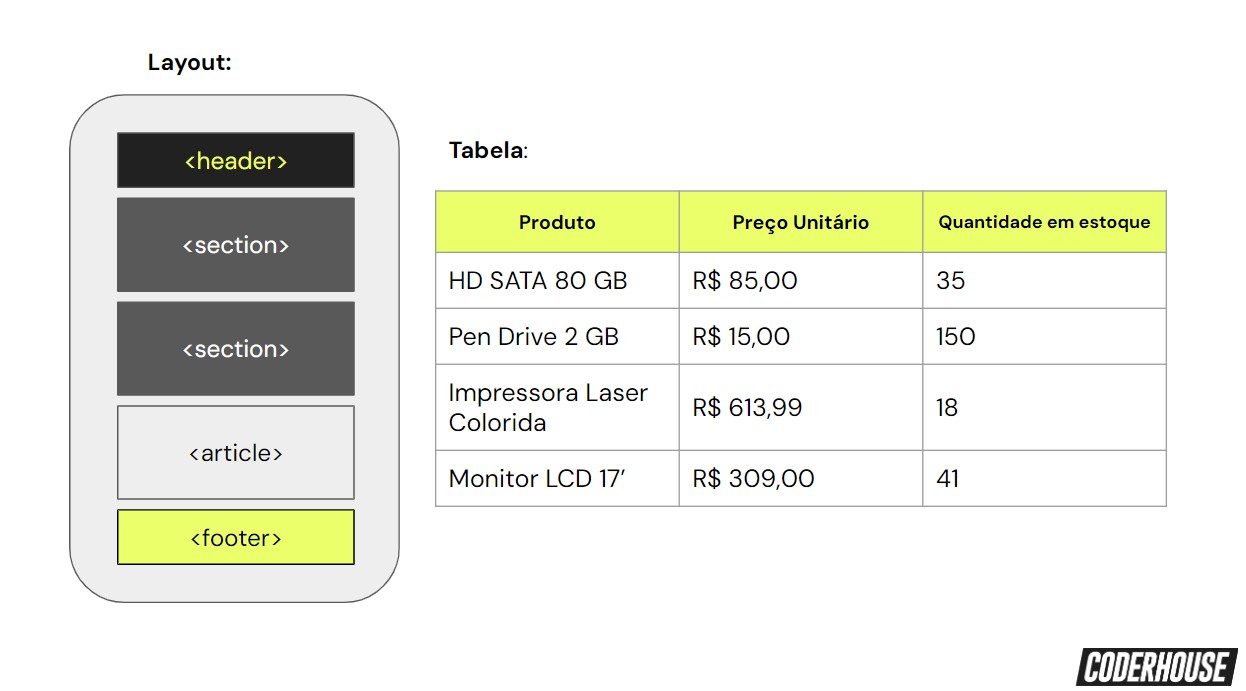 Layout:
<header>
<section>
<section>
<article>
<footer>
Tabela:
Produto Preço Unitário Quantidade em estoque
HD SATA 80 GB R$ 85,00 35
Pen Drive 2 GB R$ 15,00 150
Impressora Laser
Colorida R$ 613,99 18
Monitor LCD 17’ R$ 309,00 41
CODERHOUSE